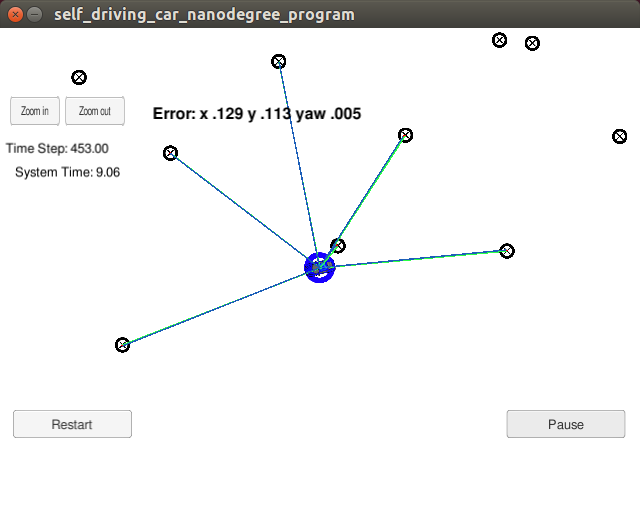 self_driving_car_nanodegree_program
Zoom in Zoom out
Error: x .129 y .113 yaw .005
Time Step: 453.00
System Time: 9.06
Restart
Pause